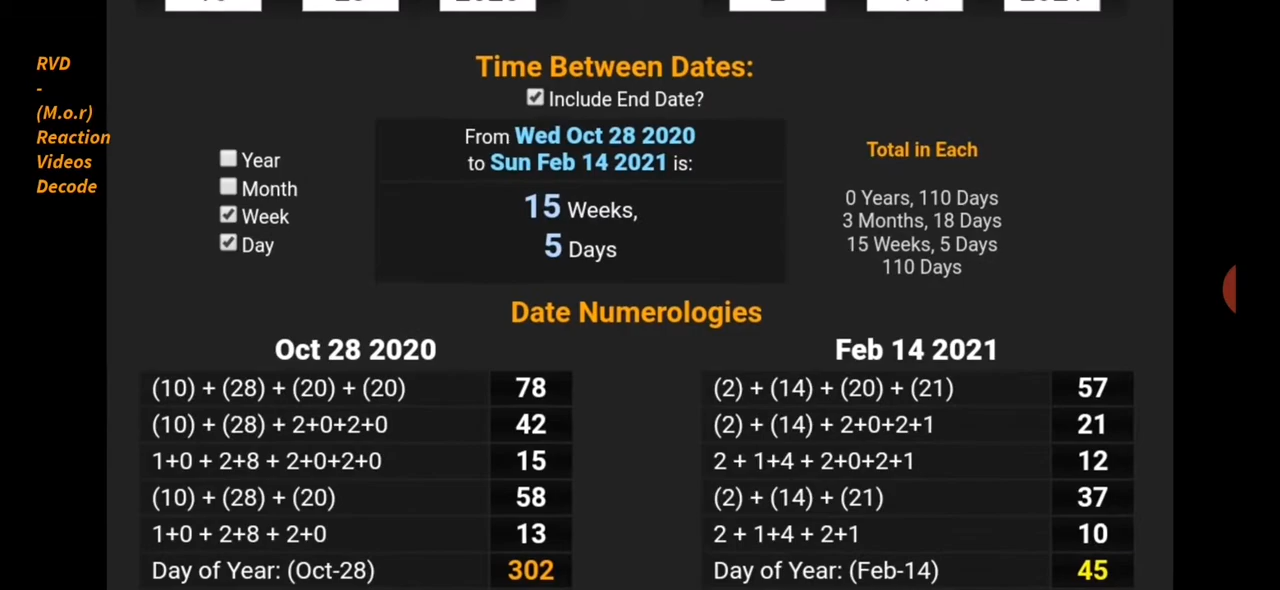 RVD
-
(M.o.r)
Reaction
Videos
Decode
Time Between Dates:
Include End Date?
Year
Month
Week
Day
From Wed Oct 28 2020
to Sun Feb 14 2021 is:
15 Weeks,
5 Days
Total in Each
0 Years, 110 Days
3 Months, 18 Days
15 Weeks, 5 Days
110 Days
Date Numerologies
Oct 28 2020
(10) + (28) + (20) + (20) 78
(10) + (28) + 2+0+2+0 42
1+0 + 2+8 + 2+0+2+0 15
(10) + (28) + (20) 58
1+0 + 2+8 + 2+0 13
Day of Year: (Oct-28) 302
Feb 14 2021
(2) + (14) + (20) + (21) 57
(2) + (14) + 2+0+2+1 21
2 + 1+4 + 2+0+2+1 12
(2) + (14) + (21) 37
2 + 1+4 + 2+1 10
Day of Year: (Feb-14) 45